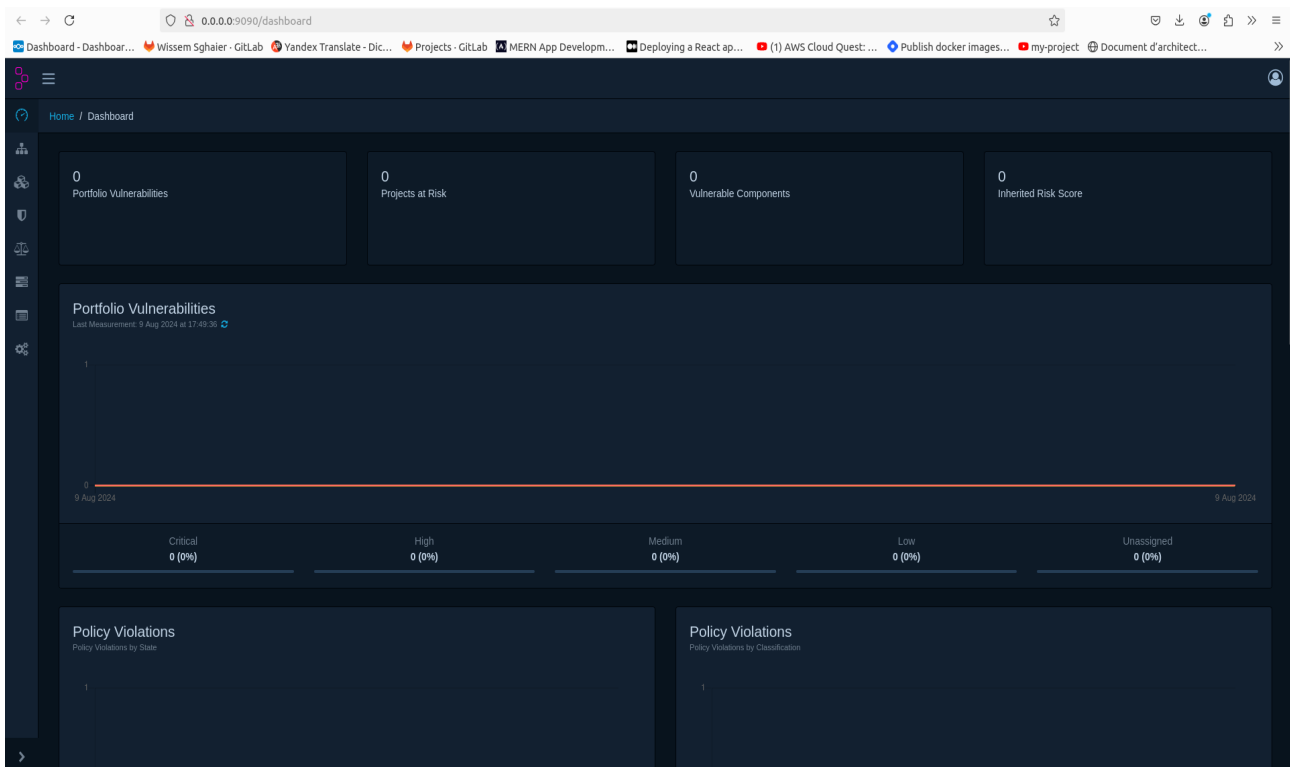 0.0.0.0:9090/dashboard
Dashboard - Dashboar... Wissem Sghaier · GitLab Yandex Translate - Dic... Projects · GitLab MERN App Developm... Deploying a React ap... (1) AWS Cloud Quest: ... Publish docker images... my-project Document d'architect...
Home / Dashboard
0 0 0 0
Portfolio Vulnerabilities Projects at Risk Vulnerable Components Inherited Risk Score
Portfolio Vulnerabilities
Last Measurement: 9 Aug 2024 at 17:49:36
1
0
9 Aug 2024 9 Aug 2024
Critical High Medium Low Unassigned
0 (0%) 0 (0%) 0 (0%) 0 (0%) 0 (0%)
Policy Violations Policy Violations
Policy Violations by State Policy Violations by Classification
1 1